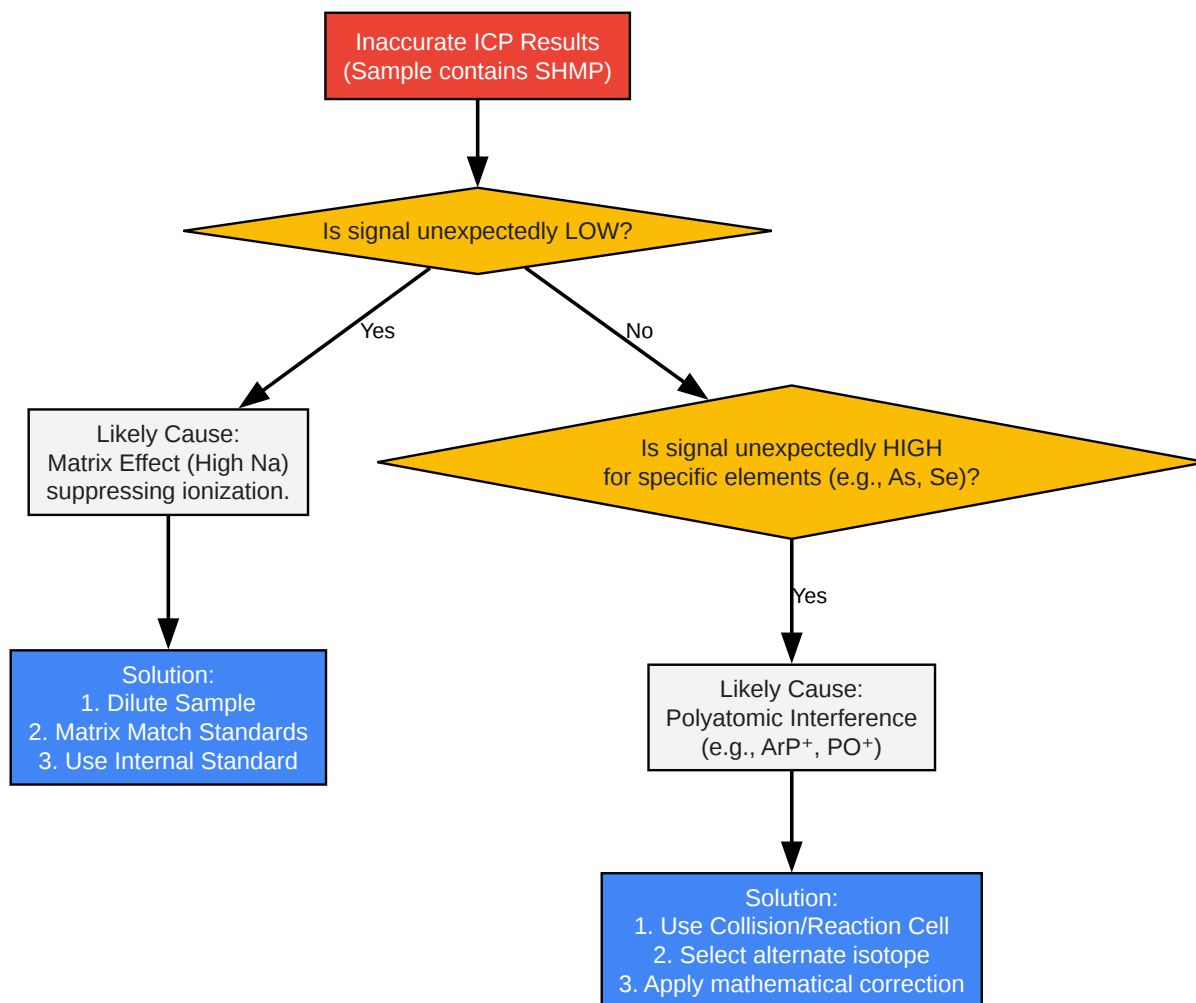 Inaccurate ICP Results
(Sample contains SHMP)
Is signal unexpectedly LOW?
Yes
No
Likely Cause:
Matrix Effect (High Na)
suppressing ionization.
Is signal unexpectedly HIGH
for specific elements (e.g., As, Se)?
Solution:
1. Dilute Sample
2. Matrix Match Standards
3. Use Internal Standard
Yes
Likely Cause:
Polyatomic Interference
(e.g., ArP⁺, PO⁺)
Solution:
1. Use Collision/Reaction Cell
2. Select alternate isotope
3. Apply mathematical correction